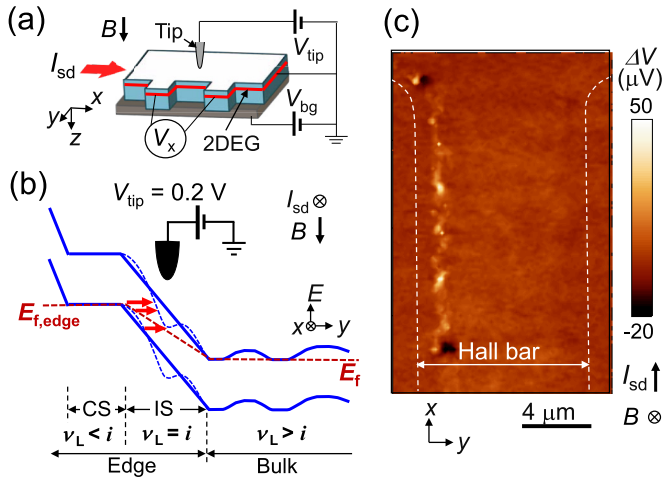 (a)
B
Tip
V_tip
I_sd
V_bg
x
y
z
V_x
2DEG
(b)
V_tip = 0.2 V
I_sd ⊗
B
E
x ⊗ y
E_f,edge
E_f
CS
IS
ν_L < i
ν_L = i
ν_L > i
Edge
Bulk
(c)
ΔV
(μV)
50
-20
Hall bar
I_sd
B ⊗
x
y
4 μm